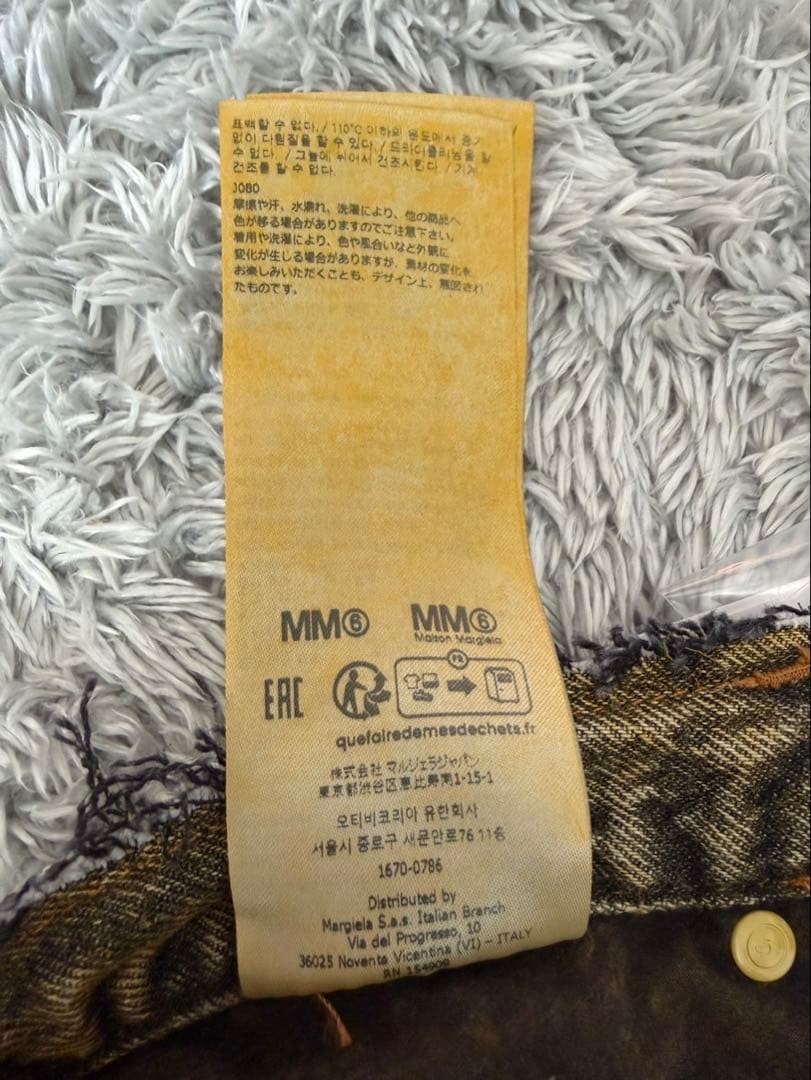 표백할 수 없다. / 110°C 이하의 온도에서 증기
없이 다림질을 할 수 있다. / 드라이클리닝을 할
수 없다. / 그늘에 뉘어서 건조시킨다. / 기계
건조를 할 수 없다.
J080
摩擦や汗、水濡れ、洗濯により、他の商品へ
色が移る場合がありますのでご注意下さい。
着用や洗濯により、色や風合いなど外観に
変化が生じる場合がありますが、素材の変化を
お楽しみいただくことも、デザイン上、意図され
たものです。
MM6 MM6
Maison Margiela
FR
EAC
quefairedemesdechets.fr
株式会社 マルジェラジャパン
東京都渋谷区恵比寿南1-15-1
오티비코리아 유한회사
서울시 종로구 새문안로76 11층
1670-0786
Distributed by
Margiela S.a.s. Italian Branch
Via del Progresso, 10
36025 Noventa Vicentina (VI) – ITALY
RN 154909